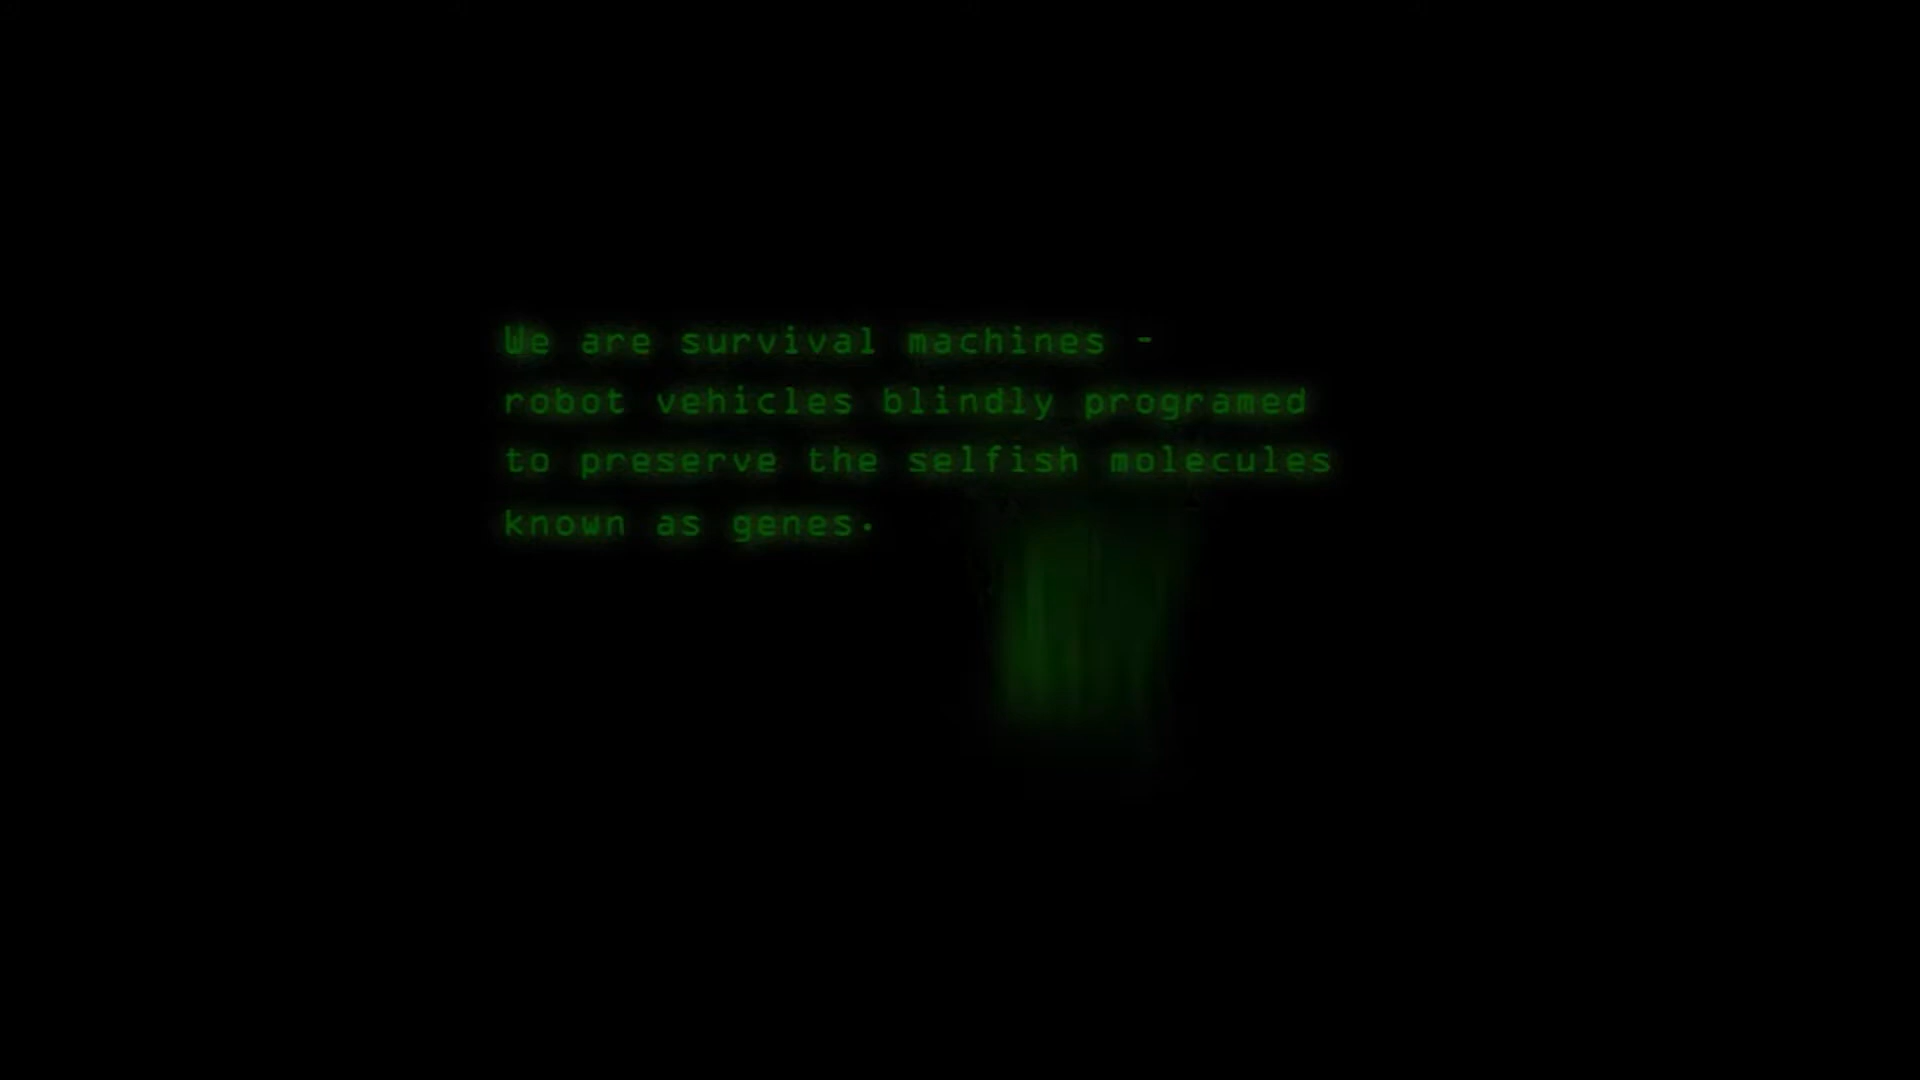 We are survival machines -
robot vehicles blindly programed
to preserve the selfish molecules
known as genes.